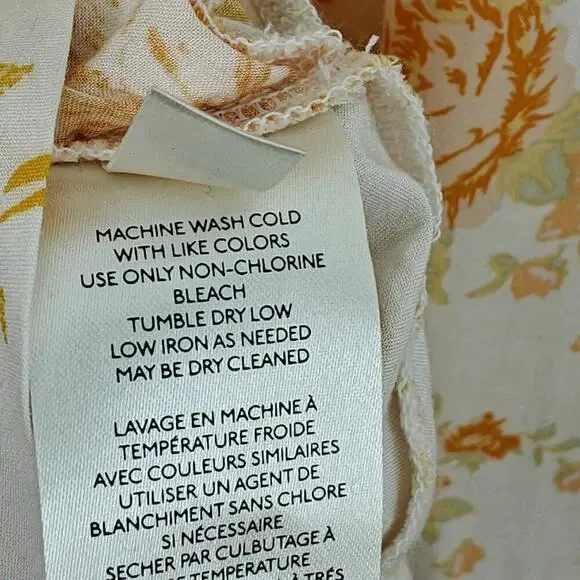 MACHINE WASH COLD
WITH LIKE COLORS
USE ONLY NON-CHLORINE
BLEACH
TUMBLE DRY LOW
LOW IRON AS NEEDED
MAY BE DRY CLEANED
LAVAGE EN MACHINE À
TEMPÉRATURE FROIDE
AVEC COULEURS SIMILAIRES
UTILISER UN AGENT DE
BLANCHIMENT SANS CHLORE
SI NÉCESSAIRE
SECHER PAR CULBUTAGE À
TEMPERATURE
À TRÉS